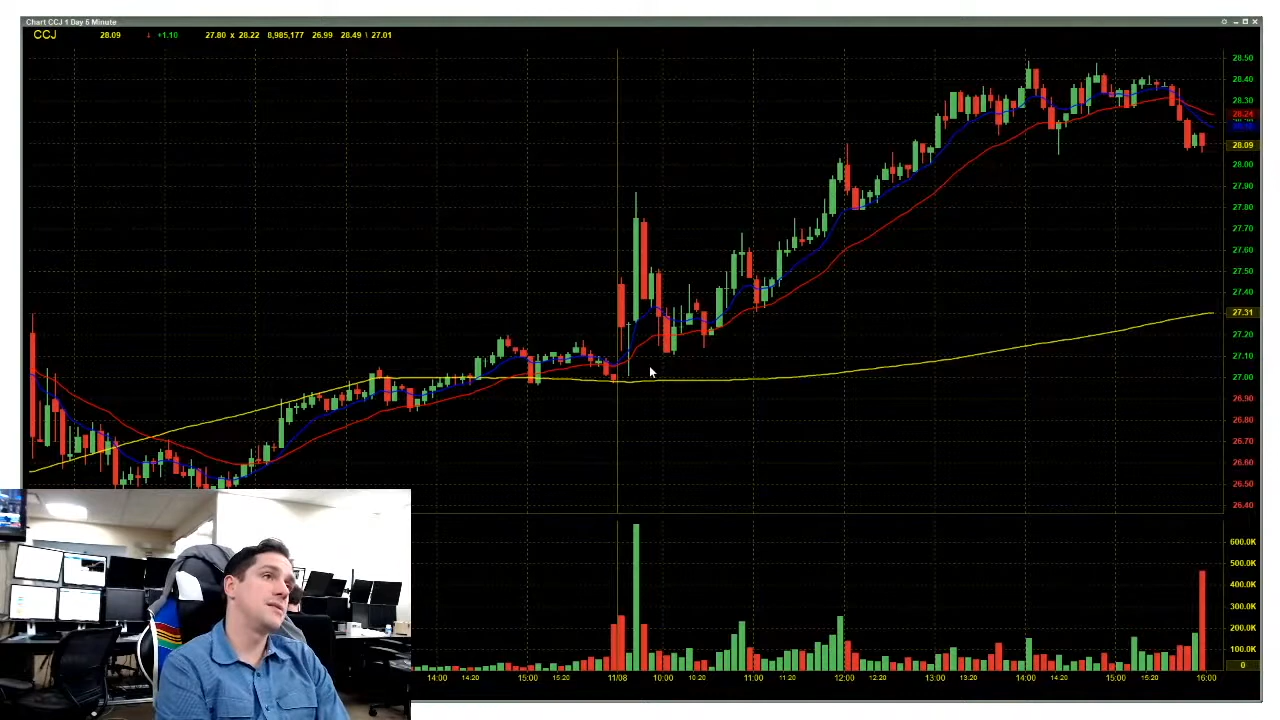 Chart CCJ 1 Day 5 Minute
CCJ 28.09 ↓ +1.10 27.80 x 28.22 8,985,177 26.99 28.49 \ 27.01
28.50
28.40
28.30
28.24
28.09
28.00
27.90
27.80
27.70
27.60
27.50
27.40
27.31
27.20
27.10
27.00
26.90
26.80
26.70
26.60
26.50
26.40
600.0K
500.0K
400.0K
300.0K
200.0K
100.0K
0
14:00 14:20 15:00 15:20 11/08 10:00 10:20 11:00 11:20 12:00 12:20 13:00 13:20 14:00 14:20 15:00 15:20 16:00